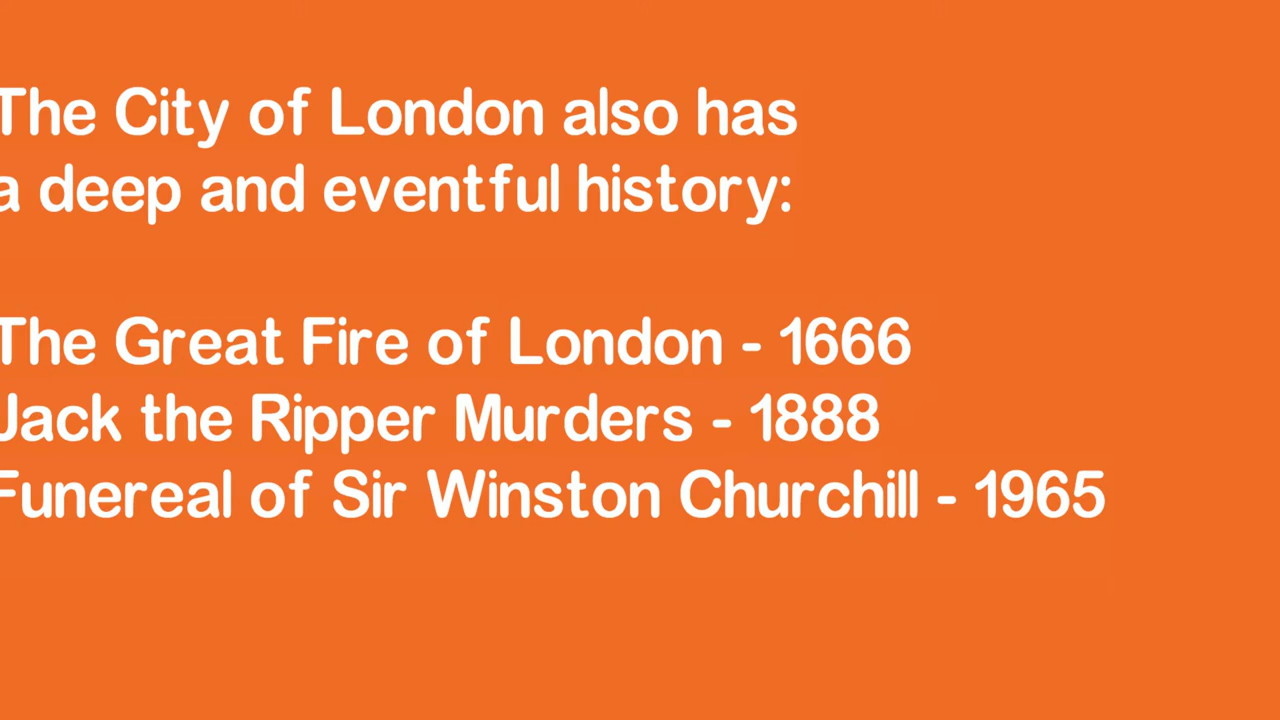 The City of London also has
a deep and eventful history:
The Great Fire of London - 1666
Jack the Ripper Murders - 1888
Funereal of Sir Winston Churchill - 1965